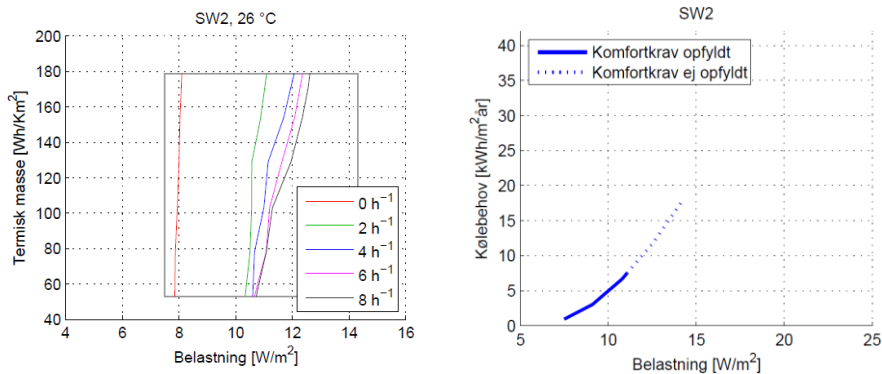 SW2, 26 °C
Termisk masse [Wh/Km²]
200
180
160
140
120
100
80
60
40
0 h⁻¹
2 h⁻¹
4 h⁻¹
6 h⁻¹
8 h⁻¹
4 6 8 10 12 14 16
Belastning [W/m²]
SW2
Kølebehov [kWh/m²år]
40
35
30
25
20
15
10
5
0
Komfortkrav opfyldt
Komfortkrav ej opfyldt
5 10 15 20 25
Belastning [W/m²]